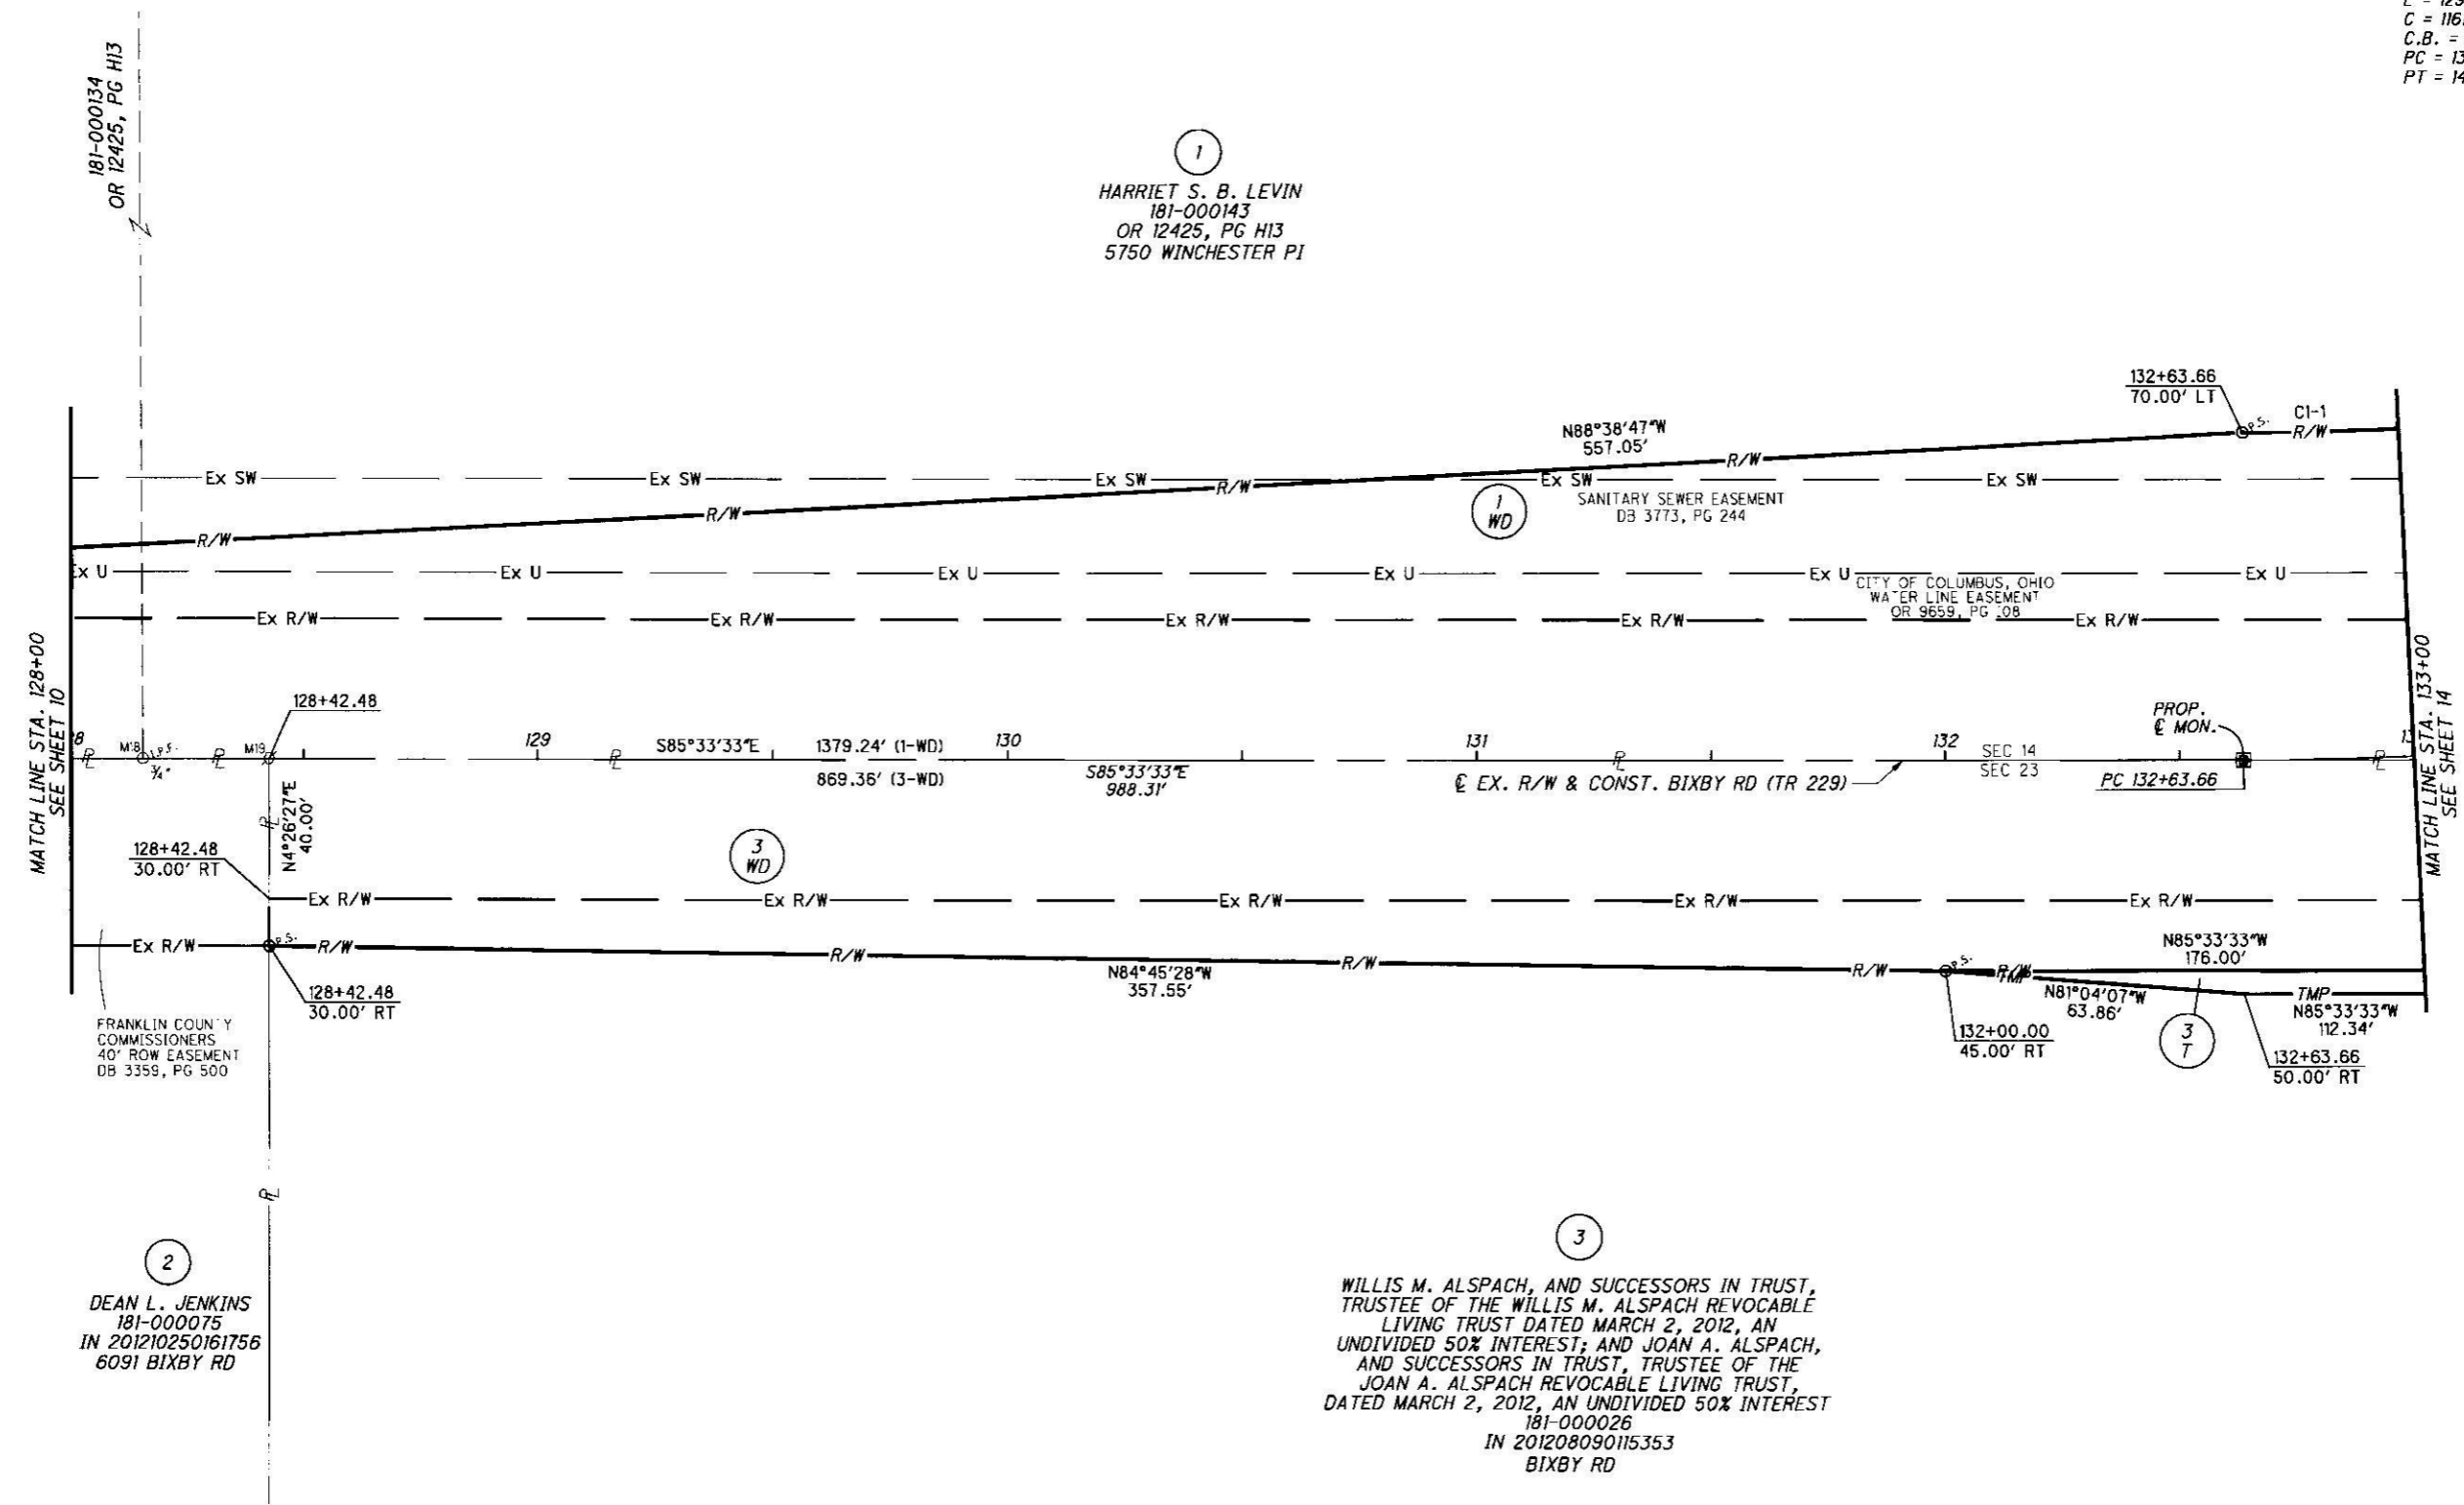 C = 116
C.B. =
PC = 13
PT = 14
181-000134
OR 12425, PG H13
1
HARRIET S. B. LEVIN
181-000143
OR 12425, PG H13
5750 WINCHESTER PI
132+63.66
70.00' LT
P.S.
C1-1
R/W
N88°38'47"W
557.05'
R/W
Ex SW
Ex SW
Ex SW
Ex SW
Ex SW
R/W
R/W
R/W
1
WD
SANITARY SEWER EASEMENT
DB 3773, PG 244
Ex U
Ex U
Ex U
Ex U
Ex U
Ex U
CITY OF COLUMBUS, OHIO
WATER LINE EASEMENT
OR 9659, PG 108
Ex R/W
Ex R/W
Ex R/W
Ex R/W
Ex R/W
MATCH LINE STA. 128+00
SEE SHEET 10
MATCH LINE STA. 133+00
SEE SHEET 14
128+42.48
M18
I.P.S.
3/4"
M19
129
S85°33'33"E
1379.24' (1-WD)
869.36' (3-WD)
130
S85°33'33"E
988.31'
131
℄ EX. R/W & CONST. BIXBY RD (TR 229)
132
SEC 14
SEC 23
PROP.
℄ MON.
PC 132+63.66
N4°26'27"E
40.00'
128+42.48
30.00' RT
3
WD
Ex R/W
Ex R/W
Ex R/W
Ex R/W
Ex R/W
Ex R/W
P.S.
R/W
R/W
R/W
R/W
P.S.
R/W
TMP
N84°45'28"W
357.55'
N85°33'33"W
176.00'
N81°04'07"W
63.86'
TMP
N85°33'33"W
112.34'
128+42.48
30.00' RT
132+00.00
45.00' RT
3
T
132+63.66
50.00' RT
FRANKLIN COUN Y
COMMISSIONERS
40' ROW EASEMENT
DB 3359, PG 500
2
DEAN L. JENKINS
181-000075
IN 201210250161756
6091 BIXBY RD
3
WILLIS M. ALSPACH, AND SUCCESSORS IN TRUST,
TRUSTEE OF THE WILLIS M. ALSPACH REVOCABLE
LIVING TRUST DATED MARCH 2, 2012, AN
UNDIVIDED 50% INTEREST; AND JOAN A. ALSPACH,
AND SUCCESSORS IN TRUST, TRUSTEE OF THE
JOAN A. ALSPACH REVOCABLE LIVING TRUST,
DATED MARCH 2, 2012, AN UNDIVIDED 50% INTEREST
181-000026
IN 201208090115353
BIXBY RD